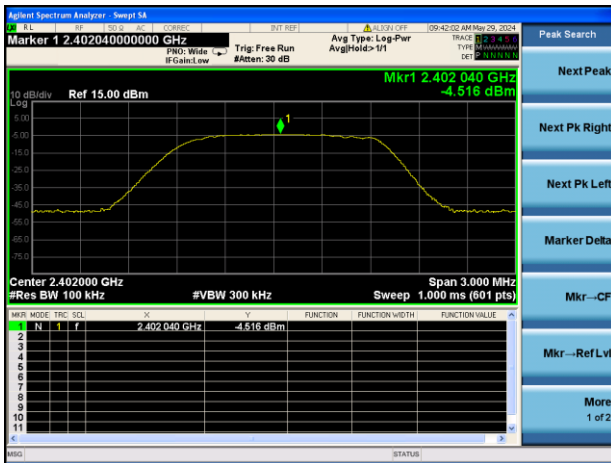 Agilent Spectrum Analyzer - Swept SA
RL RF 50 Ω AC CORREC INT REF ALIGN OFF 09:42:02 AM May 29, 2024
Marker 1 2.402040000000 GHz
PNO: Wide Trig: Free Run Avg Type: Log-Pwr TRACE 1 2 3 4 5 6
IFGain:Low #Atten: 30 dB Avg|Hold:>1/1 TYPE MWWWWW
DET P N N N N N
Peak Search
Mkr1 2.402 040 GHz
-4.516 dBm
10 dB/div Ref 15.00 dBm
Log
5.00
-5.00
-15.0
-25.0
-35.0
-45.0
-55.0
-65.0
-75.0
1
Center 2.402000 GHz Span 3.000 MHz
#Res BW 100 kHz #VBW 300 kHz Sweep 1.000 ms (601 pts)
MKR MODE TRC SCL X Y FUNCTION FUNCTION WIDTH FUNCTION VALUE
1 N 1 f 2.402 040 GHz -4.516 dBm
2
3
4
5
6
7
8
9
10
11
MSG STATUS
Next Peak
Next Pk Right
Next Pk Left
Marker Delta
Mkr→CF
Mkr→Ref Lvl
More
1 of 2